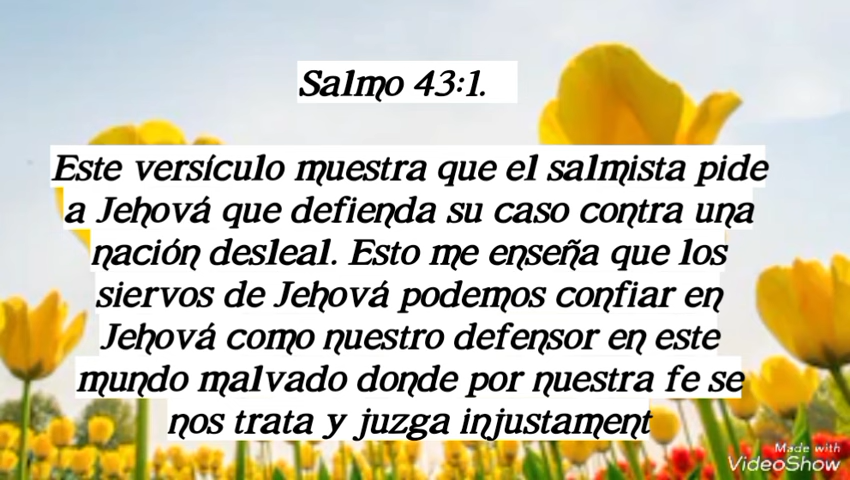 Salmo 43:1.
Este versículo muestra que el salmista pide
a Jehová que defienda su caso contra una
nación desleal. Esto me enseña que los
siervos de Jehová podemos confiar en
Jehová como nuestro defensor en este
mundo malvado donde por nuestra fe se
nos trata y juzga injustament
Made with
VideoShow